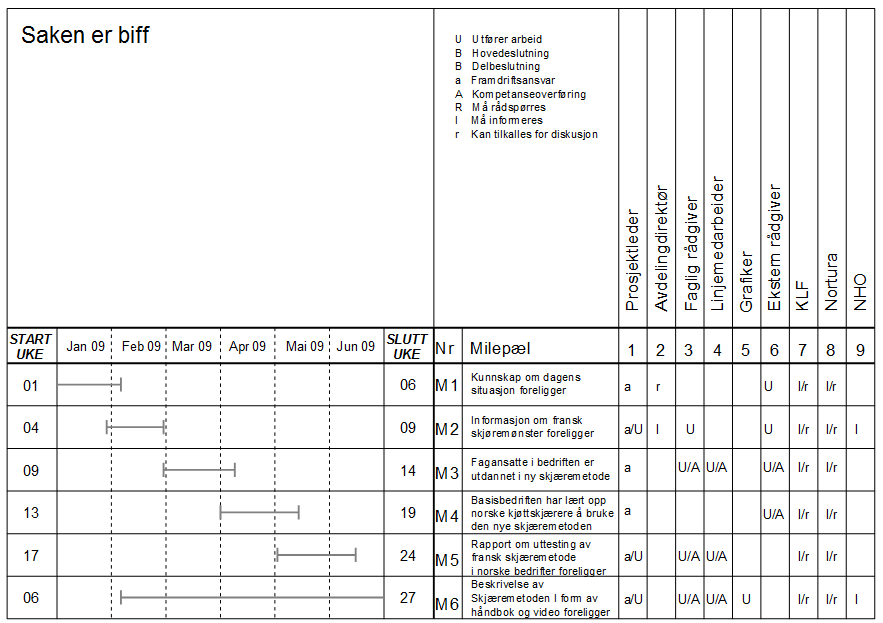 Saken er biff
U Utfører arbeid
B Hovedeslutning
B Delbeslutning
a Framdriftsansvar
A Kompetanseoverføring
R Må rådspørres
I Må informeres
r Kan tilkalles for diskusjon
Prosjektleder
Avdelingdirektør
Faglig rådgiver
Linjemedarbeider
Grafiker
Ekstern rådgiver
KLF
Nortura
NHO
START UKE Jan 09 Feb 09 Mar 09 Apr 09 Mai 09 Jun 09 SLUTT UKE Nr Milepæl 1 2 3 4 5 6 7 8 9
01 06 M1 Kunnskap om dagens
situasjon foreligger a r U I/r I/r
04 09 M2 Informasjon om fransk
skjøremønster foreligger a/U I U U I/r I/r I
09 14 M3 Fagansatte i bedriften er
utdannet i ny skjæremetode a U/A U/A U/A I/r I/r
13 19 M4 Basisbedriften har lært opp
norske kjøttskjærere å bruke
den nye skjæremetoden a U/A I/r I/r
17 24 M5 Rapport om uttesting av
fransk skjæremetode
i norske bedrifter foregger a/U U/A U/A I/r I/r
06 27 M6 Beskrivelse av
Skjæremetoden I form av
håndbok og video foreligger a/U U/A U/A U I/r I/r I